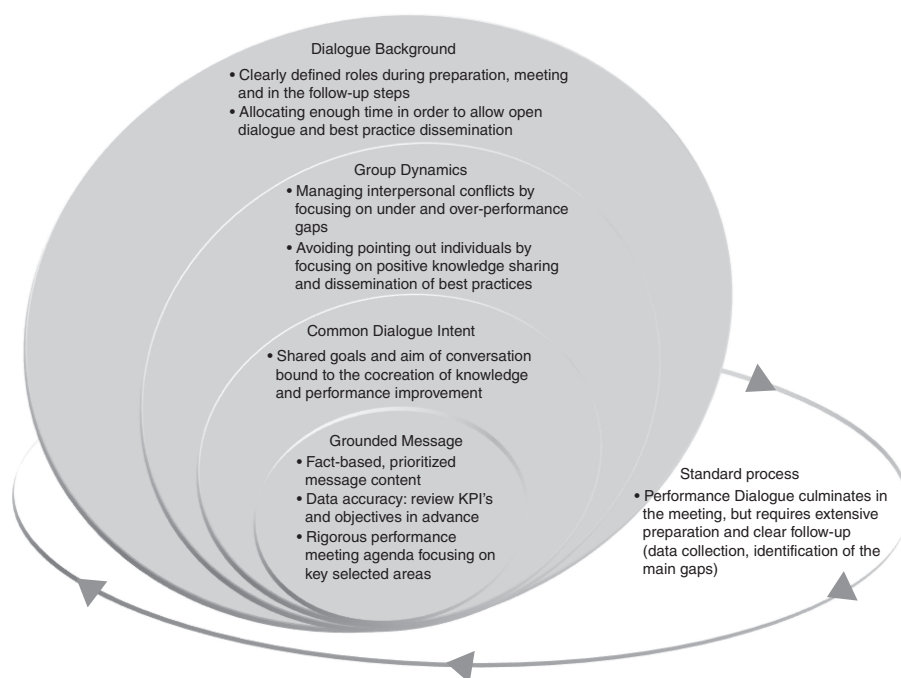 Dialogue Background
• Clearly defined roles during preparation, meeting
and in the follow-up steps
• Allocating enough time in order to allow open
dialogue and best practice dissemination
Group Dynamics
• Managing interpersonal conflicts by
focusing on under and over-performance
gaps
• Avoiding pointing out individuals by
focusing on positive knowledge sharing
and dissemination of best practices
Common Dialogue Intent
• Shared goals and aim of conversation
bound to the cocreation of knowledge
and performance improvement
Grounded Message
• Fact-based, prioritized
message content
• Data accuracy: review KPI's
and objectives in advance
• Rigorous performance
meeting agenda focusing on
key selected areas
Standard process
• Performance Dialogue culminates in
the meeting, but requires extensive
preparation and clear follow-up
(data collection, identification of the
main gaps)